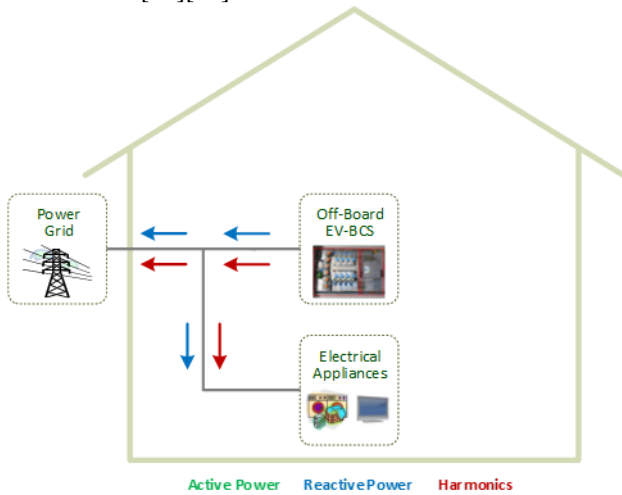 Power
Grid
Off-Board
EV-BCS
Electrical
Appliances
Active Power Reactive Power Harmonics